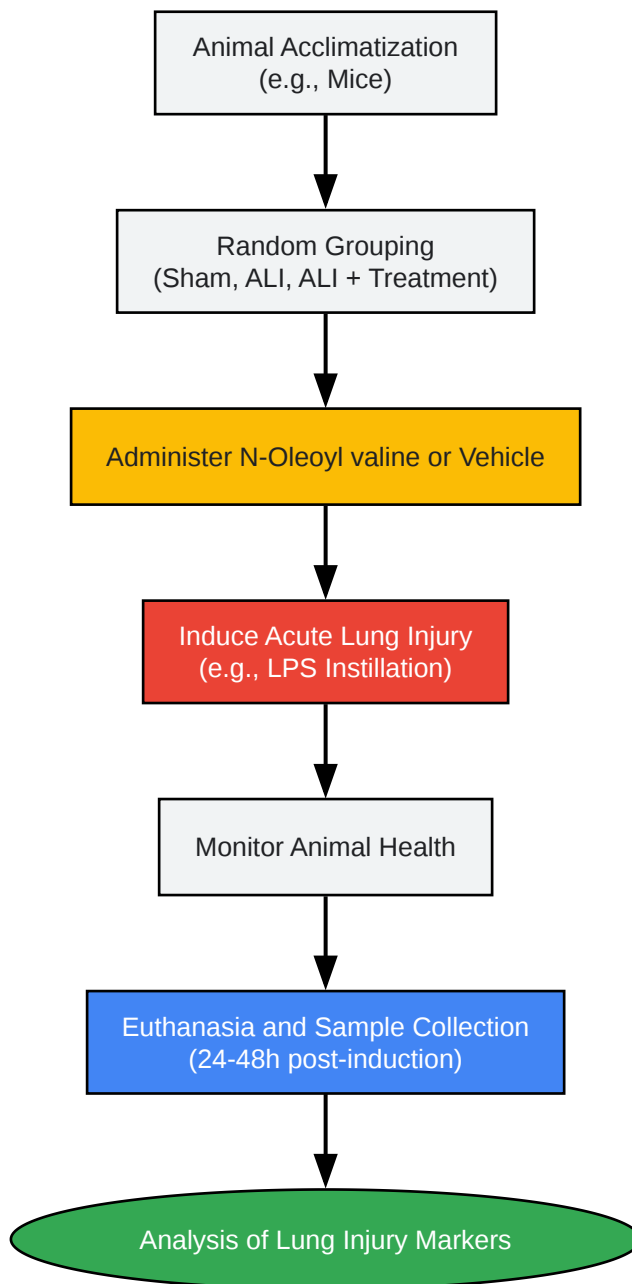 Animal Acclimatization
(e.g., Mice)
Random Grouping
(Sham, ALI, ALI + Treatment)
Administer N-Oleoyl valine or Vehicle
Induce Acute Lung Injury
(e.g., LPS Instillation)
Monitor Animal Health
Euthanasia and Sample Collection
(24-48h post-induction)
Analysis of Lung Injury Markers